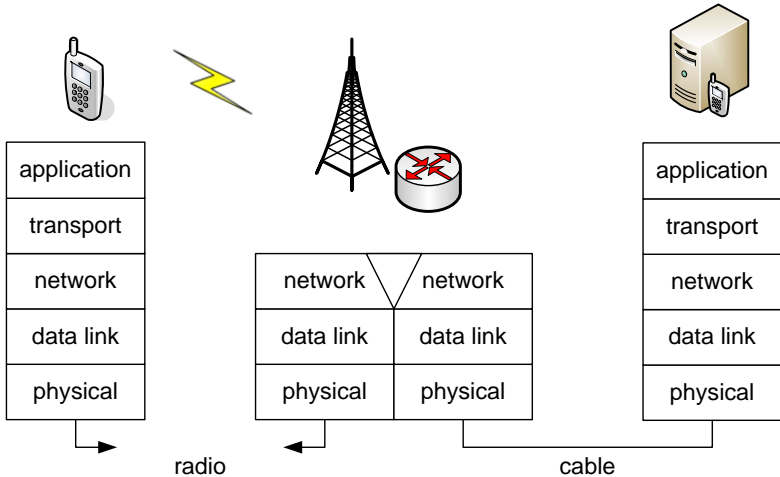 application
transport
network
data link
physical
network network
data link data link
physical physical
application
transport
network
data link
physical
radio
cable